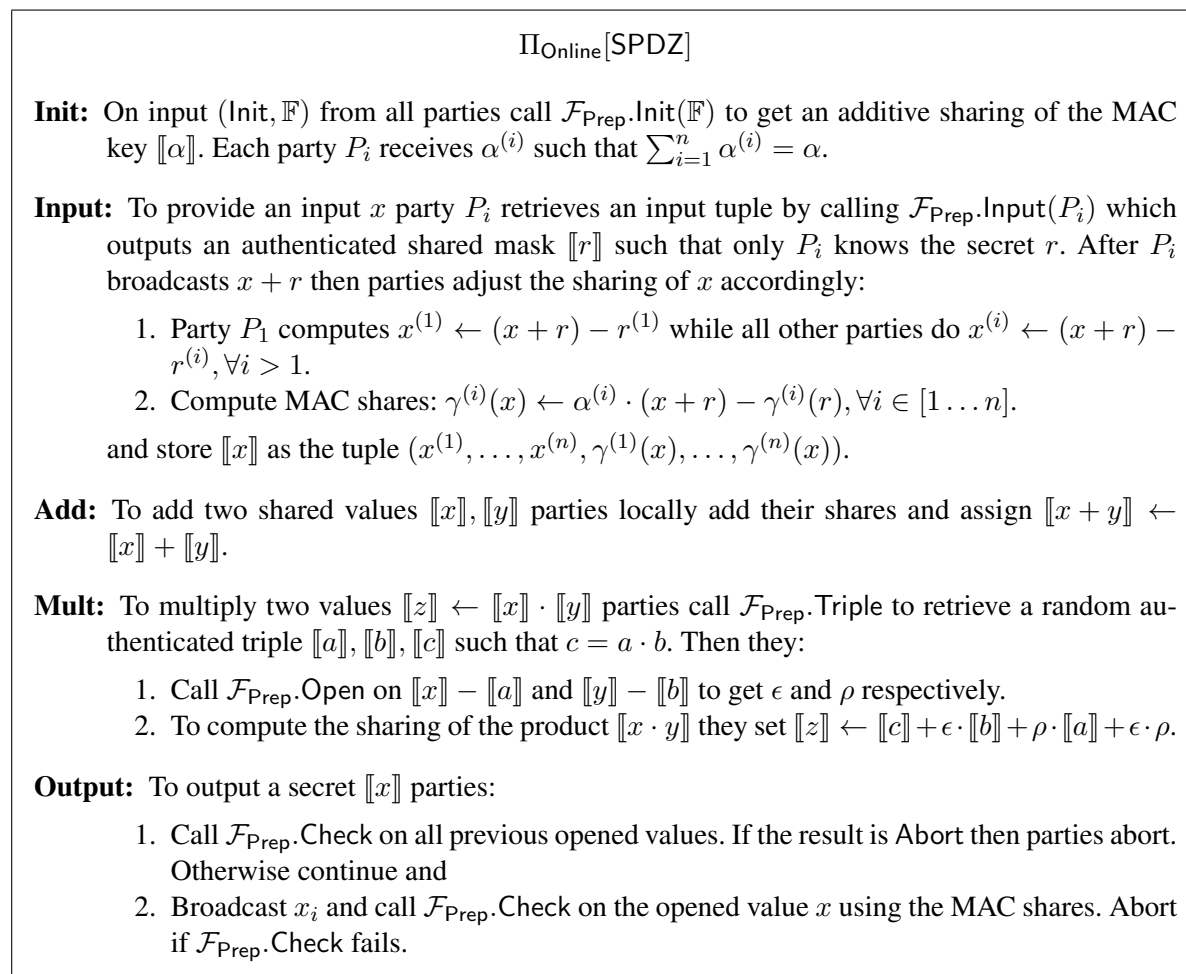 Π_Online[SPDZ]
Init: On input (Init, 𝔽) from all parties call ℱ_Prep.Init(𝔽) to get an additive sharing of the MAC
key ⟦α⟧. Each party P_i receives α^(i) such that ∑_{i=1}^{n} α^(i) = α.
Input: To provide an input x party P_i retrieves an input tuple by calling ℱ_Prep.Input(P_i) which
outputs an authenticated shared mask ⟦r⟧ such that only P_i knows the secret r. After P_i
broadcasts x + r then parties adjust the sharing of x accordingly:
1. Party P_1 computes x^(1) ← (x + r) − r^(1) while all other parties do x^(i) ← (x + r) −
r^(i), ∀i > 1.
2. Compute MAC shares: γ^(i)(x) ← α^(i) · (x + r) − γ^(i)(r), ∀i ∈ [1 … n].
and store ⟦x⟧ as the tuple (x^(1), …, x^(n), γ^(1)(x), …, γ^(n)(x)).
Add: To add two shared values ⟦x⟧, ⟦y⟧ parties locally add their shares and assign ⟦x + y⟧ ←
⟦x⟧ + ⟦y⟧.
Mult: To multiply two values ⟦z⟧ ← ⟦x⟧ · ⟦y⟧ parties call ℱ_Prep.Triple to retrieve a random au-
thenticated triple ⟦a⟧, ⟦b⟧, ⟦c⟧ such that c = a · b. Then they:
1. Call ℱ_Prep.Open on ⟦x⟧ − ⟦a⟧ and ⟦y⟧ − ⟦b⟧ to get ϵ and ρ respectively.
2. To compute the sharing of the product ⟦x · y⟧ they set ⟦z⟧ ← ⟦c⟧ + ϵ · ⟦b⟧ + ρ · ⟦a⟧ + ϵ · ρ.
Output: To output a secret ⟦x⟧ parties:
1. Call ℱ_Prep.Check on all previous opened values. If the result is Abort then parties abort.
Otherwise continue and
2. Broadcast x_i and call ℱ_Prep.Check on the opened value x using the MAC shares. Abort
if ℱ_Prep.Check fails.